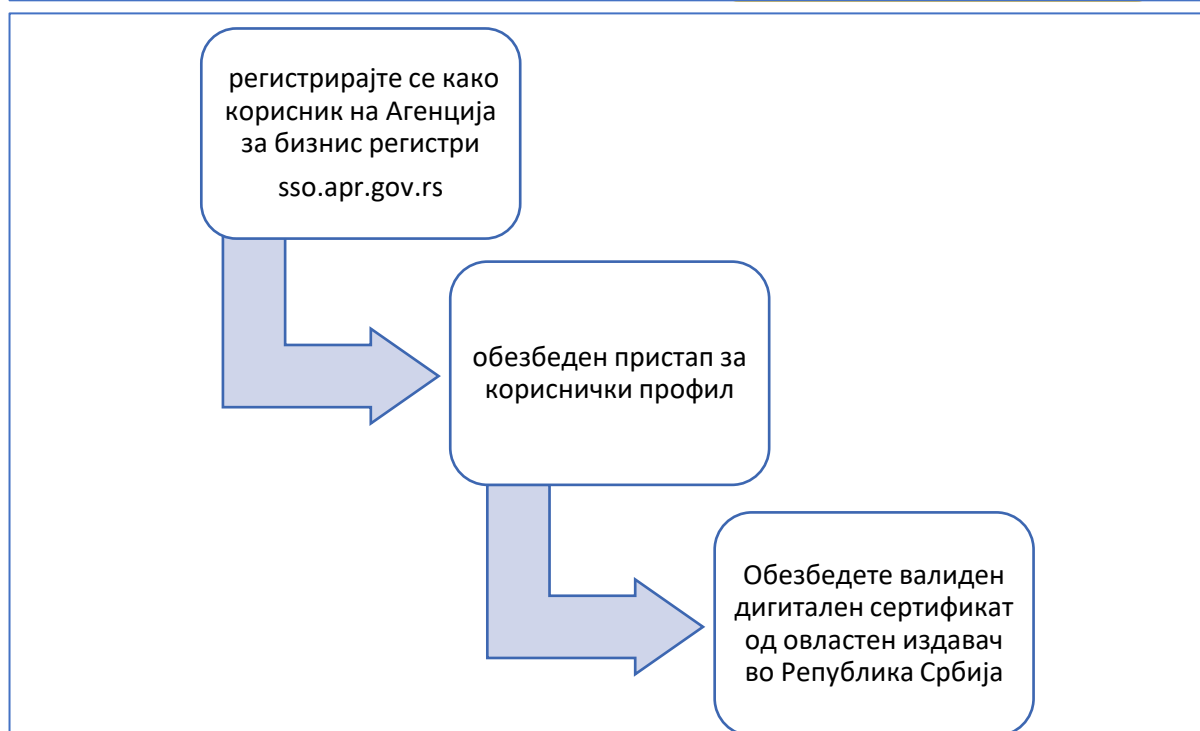 регистрирајте се како
корисник на Агенција
за бизнис регистри
sso.apr.gov.rs
обезбеден пристап за
кориснички профил
Обезбедете валиден
дигитален сертификат
од овластен издавач
во Република Србија